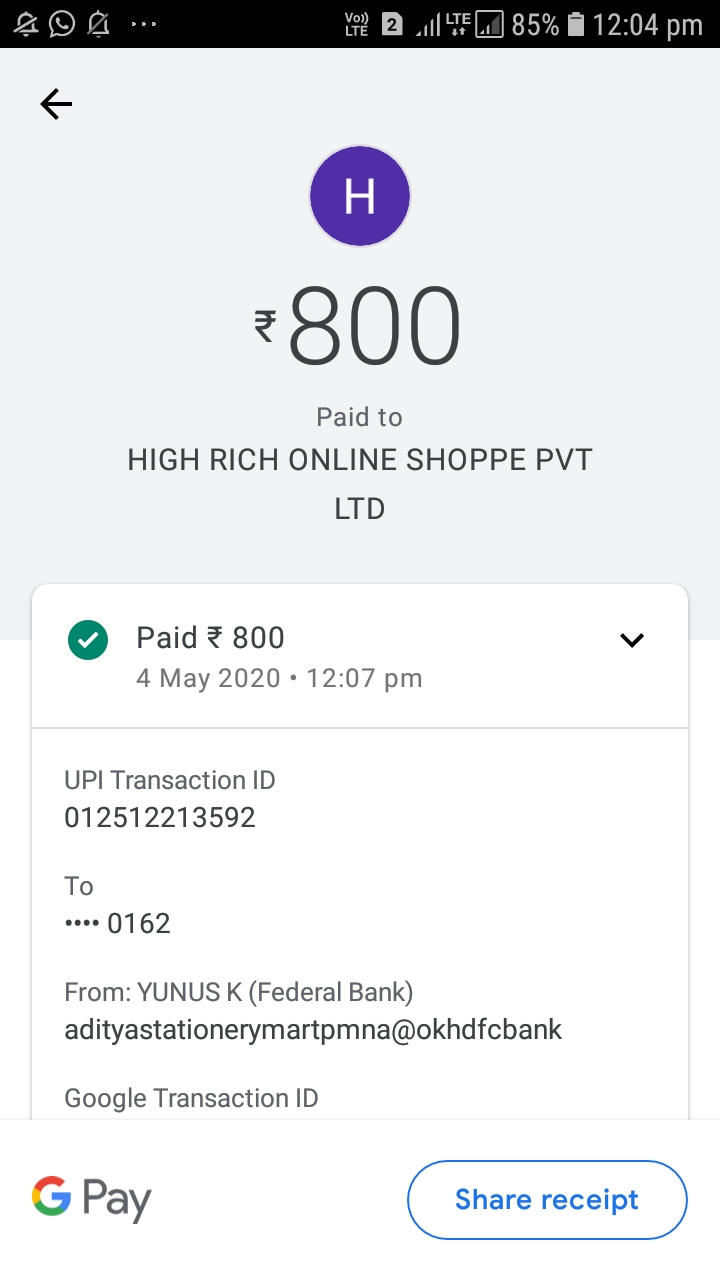 Vo)) LTE 2 LTE 85% 12:04 pm
H
₹800
Paid to
HIGH RICH ONLINE SHOPPE PVT
LTD
Paid ₹ 800
4 May 2020 • 12:07 pm
UPI Transaction ID
012512213592
To
•••• 0162
From: YUNUS K (Federal Bank)
adityastationerymartpmna@okhdfcbank
Google Transaction ID
G Pay
Share receipt